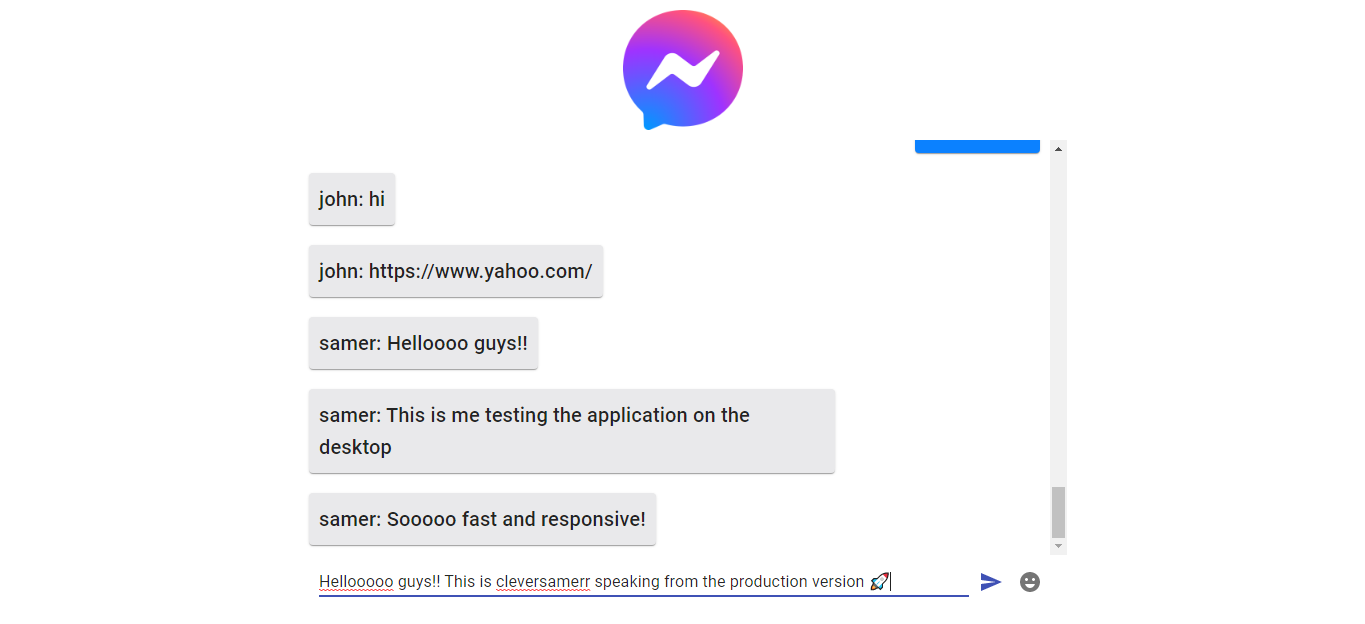 john: hi
john: https://www.yahoo.com/
samer: Helloooo guys!!
samer: This is me testing the application on the
desktop
samer: Sooooo fast and responsive!
Hellooooo guys!! This is cleversamerr speaking from the production version 🚀